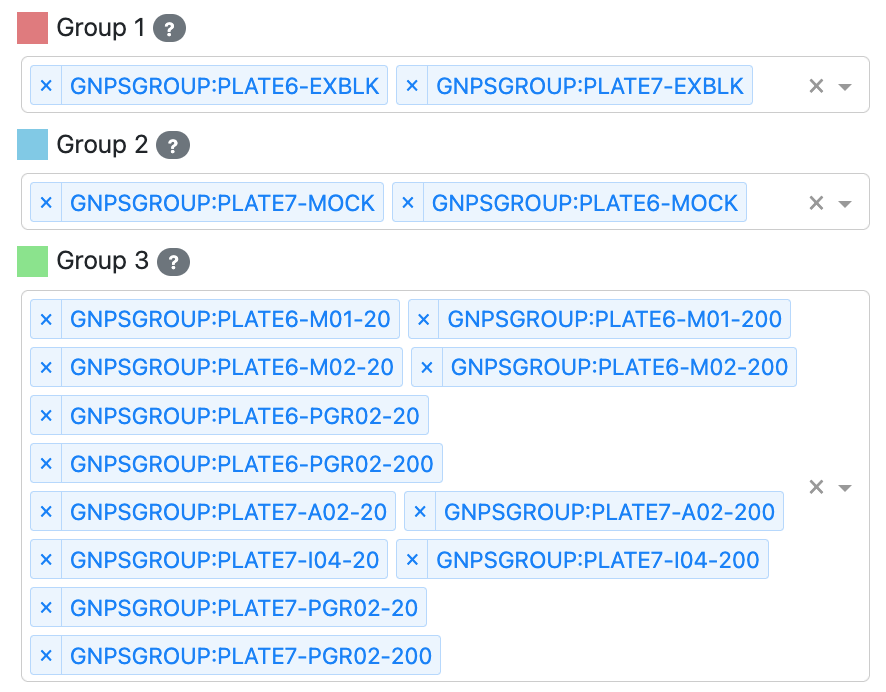 Group 1 ?
× GNPSGROUP:PLATE6-EXBLK × GNPSGROUP:PLATE7-EXBLK ×
Group 2 ?
× GNPSGROUP:PLATE7-MOCK × GNPSGROUP:PLATE6-MOCK ×
Group 3 ?
× GNPSGROUP:PLATE6-M01-20 × GNPSGROUP:PLATE6-M01-200
× GNPSGROUP:PLATE6-M02-20 × GNPSGROUP:PLATE6-M02-200
× GNPSGROUP:PLATE6-PGR02-20
× GNPSGROUP:PLATE6-PGR02-200
× GNPSGROUP:PLATE7-A02-20 × GNPSGROUP:PLATE7-A02-200 ×
× GNPSGROUP:PLATE7-I04-20 × GNPSGROUP:PLATE7-I04-200
× GNPSGROUP:PLATE7-PGR02-20
× GNPSGROUP:PLATE7-PGR02-200